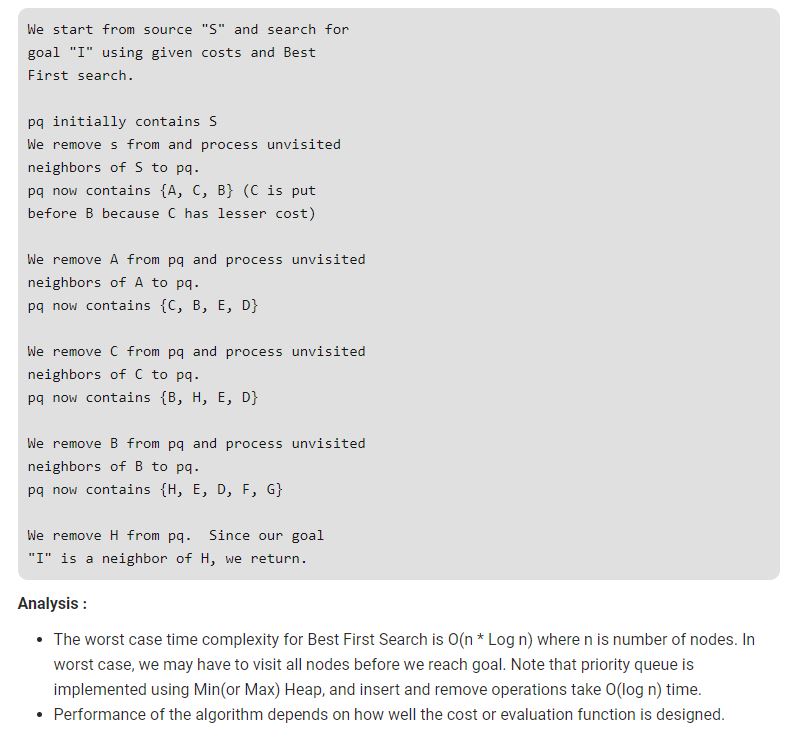 We start from source "S" and search for
goal "I" using given costs and Best
First search.
pq initially contains S
We remove s from and process unvisited
neighbors of S to pq.
pq now contains {A, C, B} (C is put
before B because C has lesser cost)
We remove A from pq and process unvisited
neighbors of A to pq.
pq now contains {C, B, E, D}
We remove C from pq and process unvisited
neighbors of C to pq.
pq now contains {B, H, E, D}
We remove B from pq and process unvisited
neighbors of B to pq.
pq now contains {H, E, D, F, G}
We remove H from pq.  Since our goal
"I" is a neighbor of H, we return.
Analysis :
• The worst case time complexity for Best First Search is O(n * Log n) where n is number of nodes. In
worst case, we may have to visit all nodes before we reach goal. Note that priority queue is
implemented using Min(or Max) Heap, and insert and remove operations take O(log n) time.
• Performance of the algorithm depends on how well the cost or evaluation function is designed.